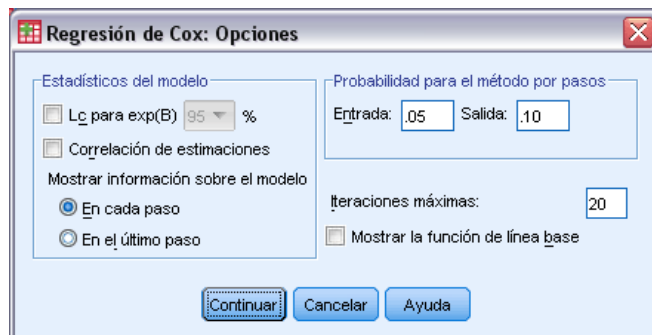 Regresión de Cox: Opciones
Estadísticos del modelo
Lc para exp(B) 95 %
Correlación de estimaciones
Mostrar información sobre el modelo
En cada paso
En el último paso
Probabilidad para el método por pasos
Entrada: .05 Salida: .10
Iteraciones máximas: 20
Mostrar la función de línea base
Continuar Cancelar Ayuda